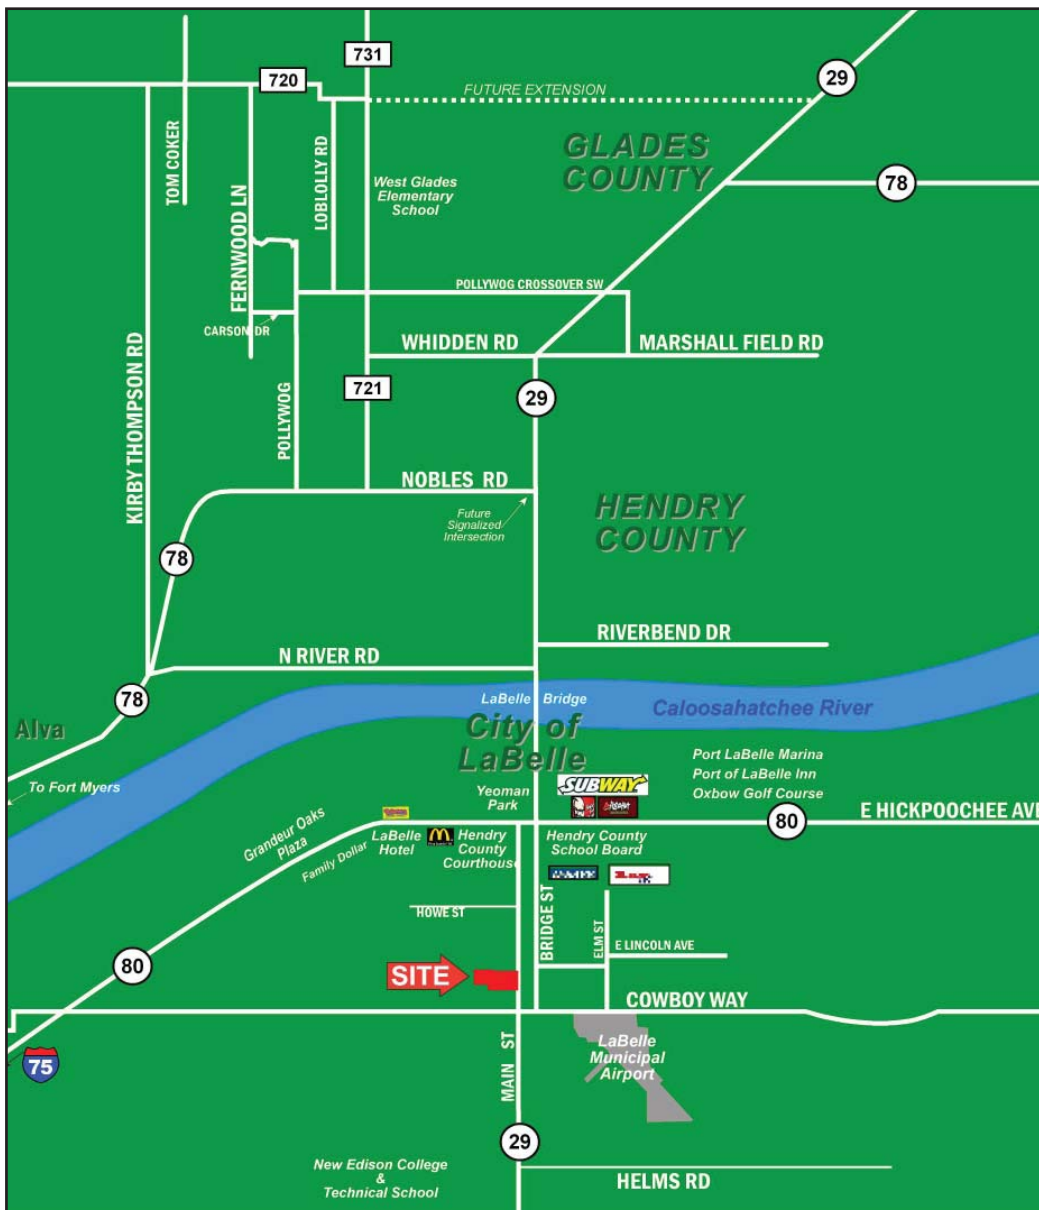 731
720
29
FUTURE EXTENSION
GLADES
COUNTY
TOM COKER
LOBLOLLY RD
West Glades
Elementary
School
78
FERNWOOD LN
POLLYWOG CROSSOVER SW
CARSON DR
WHIDDEN RD
MARSHALL FIELD RD
KIRBY THOMPSON RD
721
29
POLLYWOG
NOBLES RD
Future
Signalized
Intersection
HENDRY
COUNTY
78
RIVERBEND DR
N RIVER RD
78
LaBelle Bridge
Caloosahatchee River
Alva
City of
LaBelle
To Fort Myers
Port LaBelle Marina
Port of LaBelle Inn
Oxbow Golf Course
Yeoman
Park
SUBWAY
E HICKPOOCHEE AVE
80
Grandeur Oaks
Plaza
Family Dollar
LaBelle
Hotel
Hendry
County
Courthouse
Hendry County
School Board
HOWE ST
BRIDGE ST
ELM ST
E LINCOLN AVE
80
SITE
COWBOY WAY
75
MAIN ST
LaBelle
Municipal
Airport
29
New Edison College
&
Technical School
HELMS RD